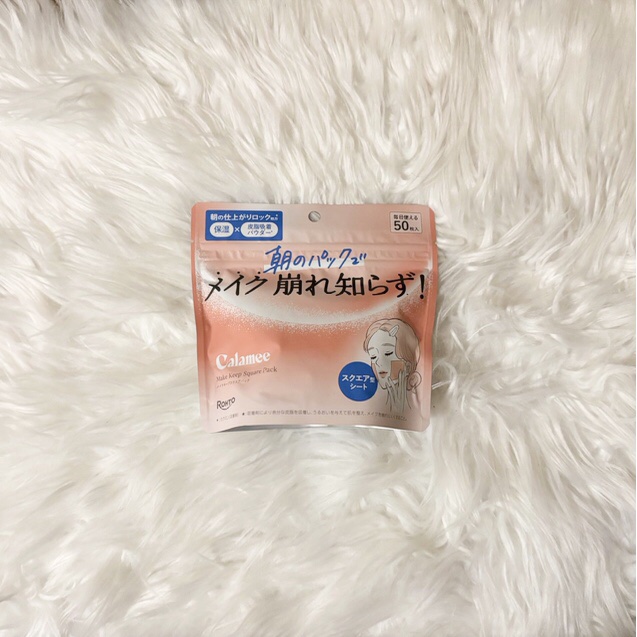 朝の仕上がりロック
保湿×皮脂吸着パウダー
毎日使える
50枚入
朝のパックで
メイク崩れ知らず!
Calamee
Make Keep Square Pack
スクエア型
シート
ROHTO